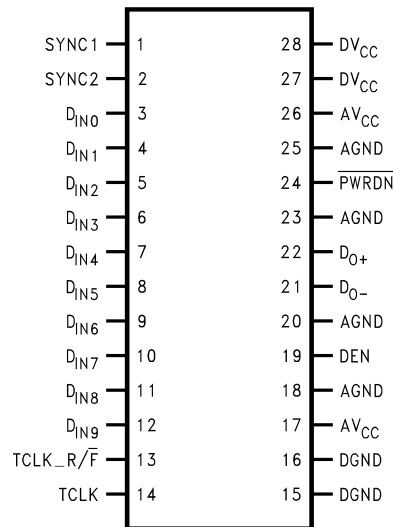 SYNC1 1 28 DVCC
SYNC2 2 27 DVCC
DIN0 3 26 AVCC
DIN1 4 25 AGND
DIN2 5 24 P̅W̅R̅D̅N̅
DIN3 6 23 AGND
DIN4 7 22 DO+
DIN5 8 21 DO−
DIN6 9 20 AGND
DIN7 10 19 DEN
DIN8 11 18 AGND
DIN9 12 17 AVCC
TCLK_R/F̅ 13 16 DGND
TCLK 14 15 DGND